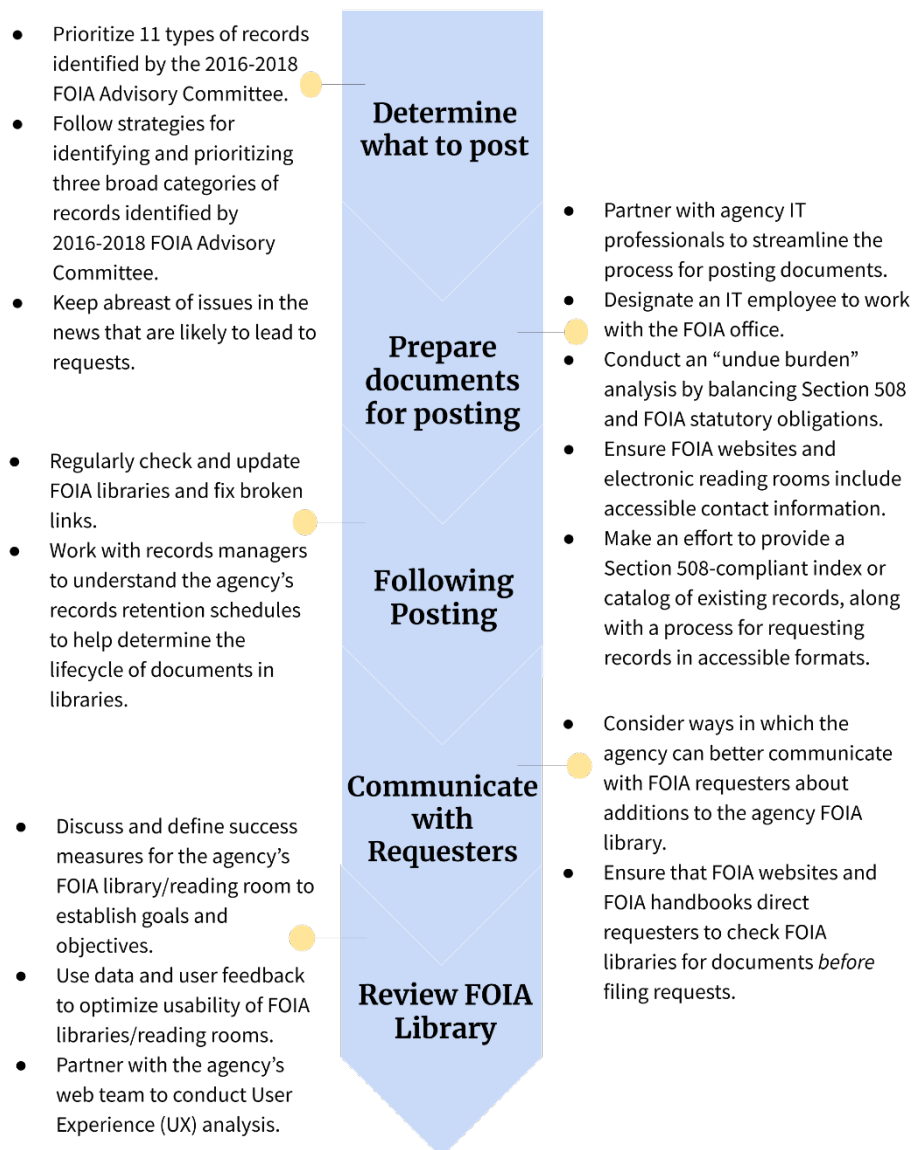 Determine
what to post
● Prioritize 11 types of records
identified by the 2016-2018
FOIA Advisory Committee.
● Follow strategies for
identifying and prioritizing
three broad categories of
records identified by
2016-2018 FOIA Advisory
Committee.
● Keep abreast of issues in the
news that are likely to lead to
requests.
Prepare
documents
for posting
● Partner with agency IT
professionals to streamline the
process for posting documents.
● Designate an IT employee to work
with the FOIA office.
● Conduct an “undue burden”
analysis by balancing Section 508
and FOIA statutory obligations.
● Ensure FOIA websites and
electronic reading rooms include
accessible contact information.
● Make an effort to provide a
Section 508-compliant index or
catalog of existing records, along
with a process for requesting
records in accessible formats.
Following
Posting
● Regularly check and update
FOIA libraries and fix broken
links.
● Work with records managers
to understand the agency’s
records retention schedules
to help determine the
lifecycle of documents in
libraries.
Communicate
with
Requesters
● Consider ways in which the
agency can better communicate
with FOIA requesters about
additions to the agency FOIA
library.
● Ensure that FOIA websites and
FOIA handbooks direct
requesters to check FOIA
libraries for documents before
filing requests.
Review FOIA
Library
● Discuss and define success
measures for the agency’s
FOIA library/reading room to
establish goals and
objectives.
● Use data and user feedback
to optimize usability of FOIA
libraries/reading rooms.
● Partner with the agency’s
web team to conduct User
Experience (UX) analysis.